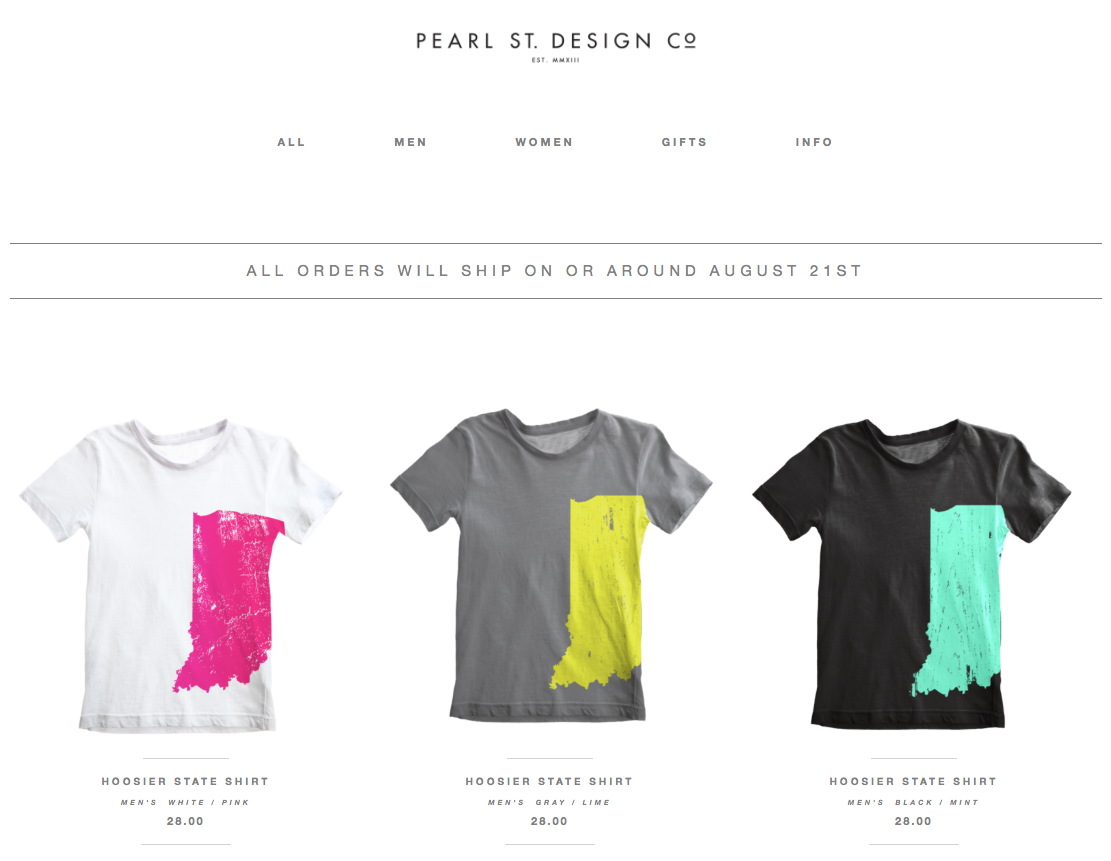 PEARL ST. DESIGN Cº
EST. MMXIII
ALL MEN WOMEN GIFTS INFO
ALL ORDERS WILL SHIP ON OR AROUND AUGUST 21ST
HOOSIER STATE SHIRT
MEN'S WHITE / PINK
28.00
HOOSIER STATE SHIRT
MEN'S GRAY / LIME
28.00
HOOSIER STATE SHIRT
MEN'S BLACK / MINT
28.00